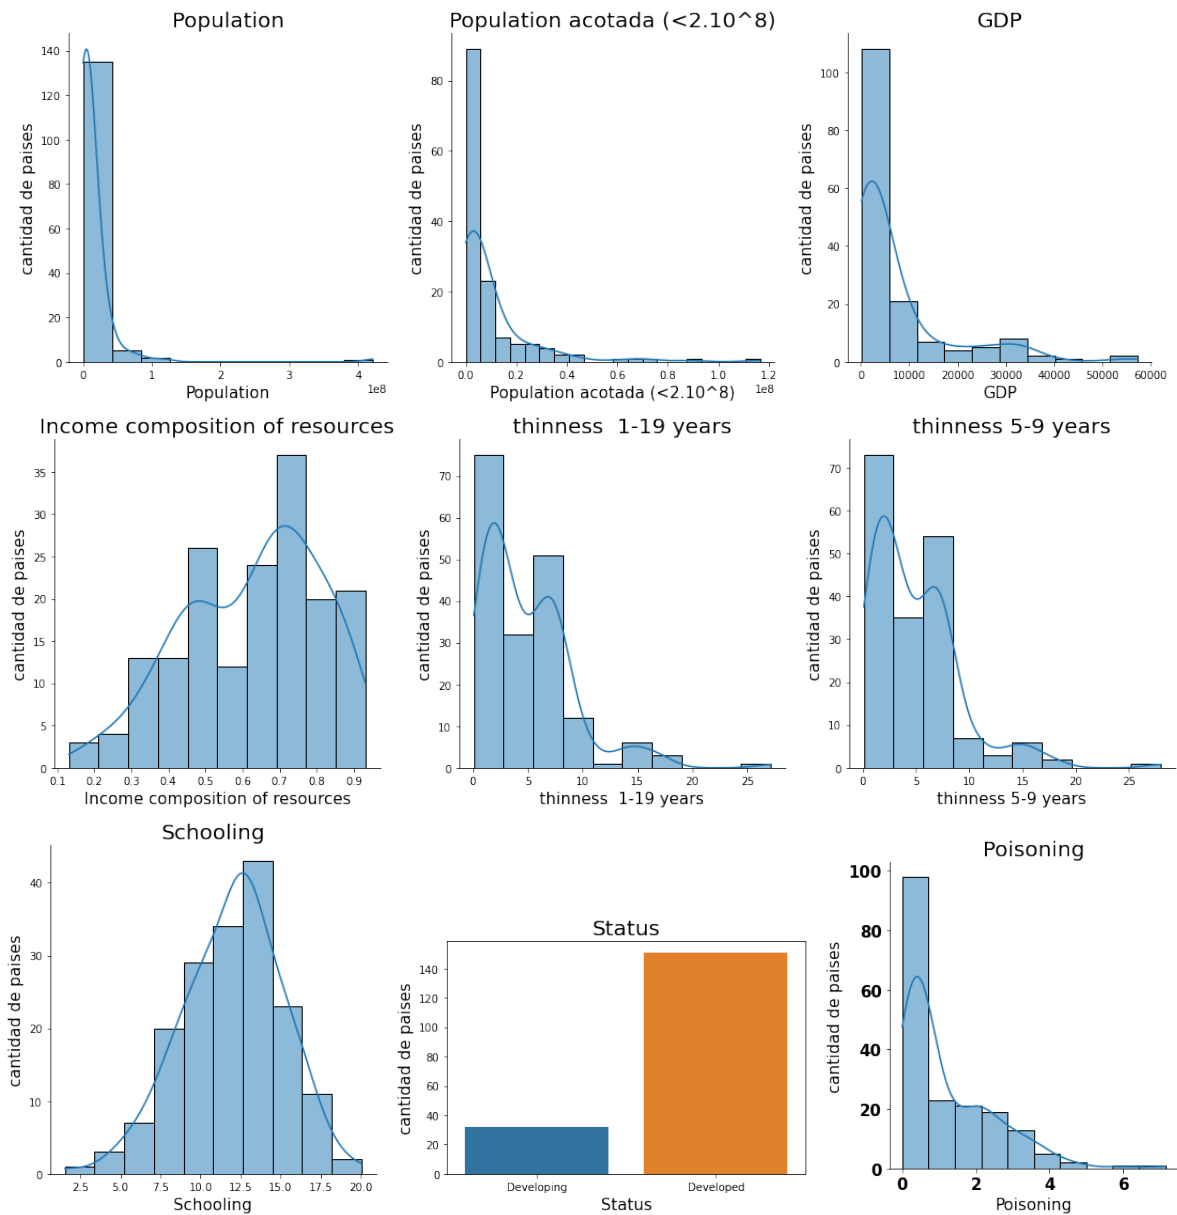 Population
140
120
100
80
60
40
20
0
cantidad de paises
0 1 2 3 4
1e8
Population
Population acotada (<2.10^8)
80
60
40
20
0
cantidad de paises
0.0 0.2 0.4 0.6 0.8 1.0 1.2
1e8
Population acotada (<2.10^8)
GDP
100
80
60
40
20
0
cantidad de paises
0 10000 20000 30000 40000 50000 60000
GDP
Income composition of resources
35
30
25
20
15
10
5
0
cantidad de paises
0.1 0.2 0.3 0.4 0.5 0.6 0.7 0.8 0.9
Income composition of resources
thinness  1-19 years
70
60
50
40
30
20
10
0
cantidad de paises
0 5 10 15 20 25
thinness  1-19 years
thinness 5-9 years
70
60
50
40
30
20
10
0
cantidad de paises
0 5 10 15 20 25
thinness 5-9 years
Schooling
40
30
20
10
0
cantidad de paises
2.5 5.0 7.5 10.0 12.5 15.0 17.5 20.0
Schooling
Status
140
120
100
80
60
40
20
0
cantidad de paises
Developing Developed
Status
Poisoning
100
80
60
40
20
0
cantidad de paises
0 2 4 6
Poisoning